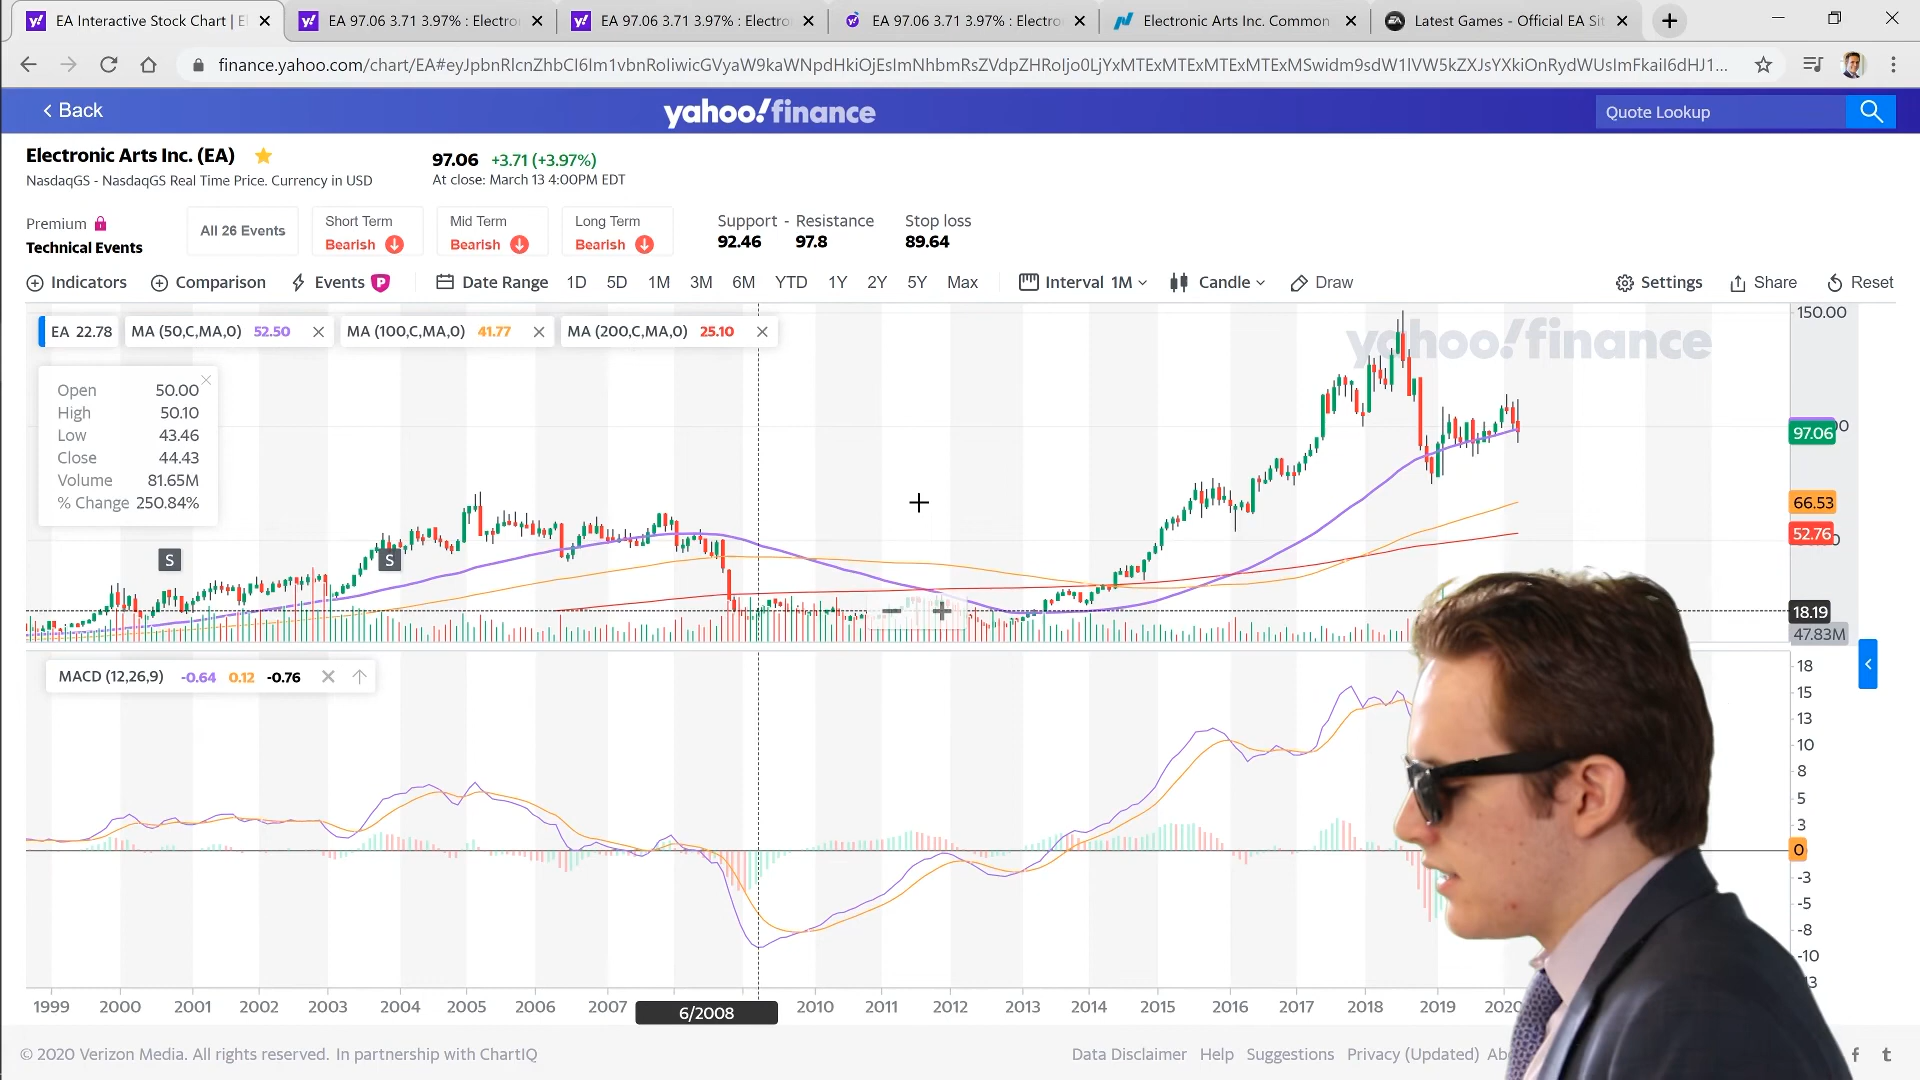 EA Interactive Stock Chart | E
EA 97.06 3.71 3.97% : Electro
EA 97.06 3.71 3.97% : Electro
EA 97.06 3.71 3.97% : Electro
Electronic Arts Inc. Common
Latest Games - Official EA Sit
Back
yahoo!finance
Quote Lookup
Electronic Arts Inc. (EA)
97.06 +3.71 (+3.97%)
NasdaqGS - NasdaqGS Real Time Price. Currency in USD
At close: March 13 4:00PM EDT
Premium
Technical Events
All 26 Events
Short Term
Bearish
Mid Term
Bearish
Long Term
Bearish
Support - Resistance
92.46 97.8
Stop loss
89.64
Indicators
Comparison
Events P
Date Range 1D 5D 1M 3M 6M YTD 1Y 2Y 5Y Max
Interval 1M
Candle
Draw
Settings
Share
Reset
EA 22.78
MA (50,C,MA,0) 52.50
MA (100,C,MA,0) 41.77
MA (200,C,MA,0) 25.10
yahoo!finance
Open 50.00
High 50.10
Low 43.46
Close 44.43
Volume 81.65M
% Change 250.84%
S
S
150.00
97.06
66.53
52.76
18.19
47.83M
MACD (12,26,9) -0.64 0.12 -0.76
18
15
13
10
8
5
3
0
-3
-5
-8
-10
1999 2000 2001 2002 2003 2004 2005 2006 2007 6/2008 2010 2011 2012 2013 2014 2015 2016 2017 2018 2019 2020
© 2020 Verizon Media. All rights reserved. In partnership with ChartIQ
Data Disclaimer Help Suggestions Privacy (Updated)